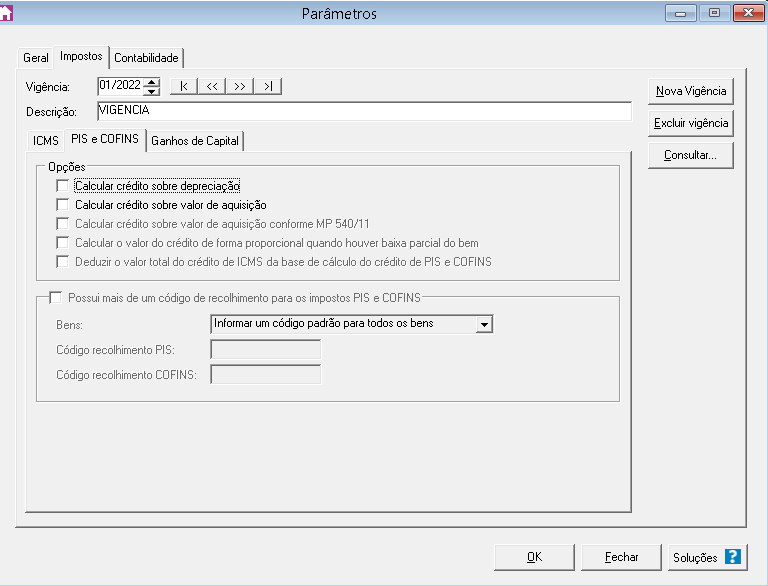 Parâmetros
Geral Impostos Contabilidade
Vigência: 01/2022 |< << >> >| Nova Vigência
Descrição: VIGENCIA
Excluir vigência
ICMS PIS e COFINS Ganhos de Capital
Consultar...
Opções
Calcular crédito sobre depreciação
Calcular crédito sobre valor de aquisição
Calcular crédito sobre valor de aquisição conforme MP 540/11
Calcular o valor do crédito de forma proporcional quando houver baixa parcial do bem
Deduzir o valor total do crédito de ICMS da base de cálculo do crédito de PIS e COFINS
Possui mais de um código de recolhimento para os impostos PIS e COFINS
Bens: Informar um código padrão para todos os bens
Código recolhimento PIS:
Código recolhimento COFINS:
OK Fechar Soluções ?